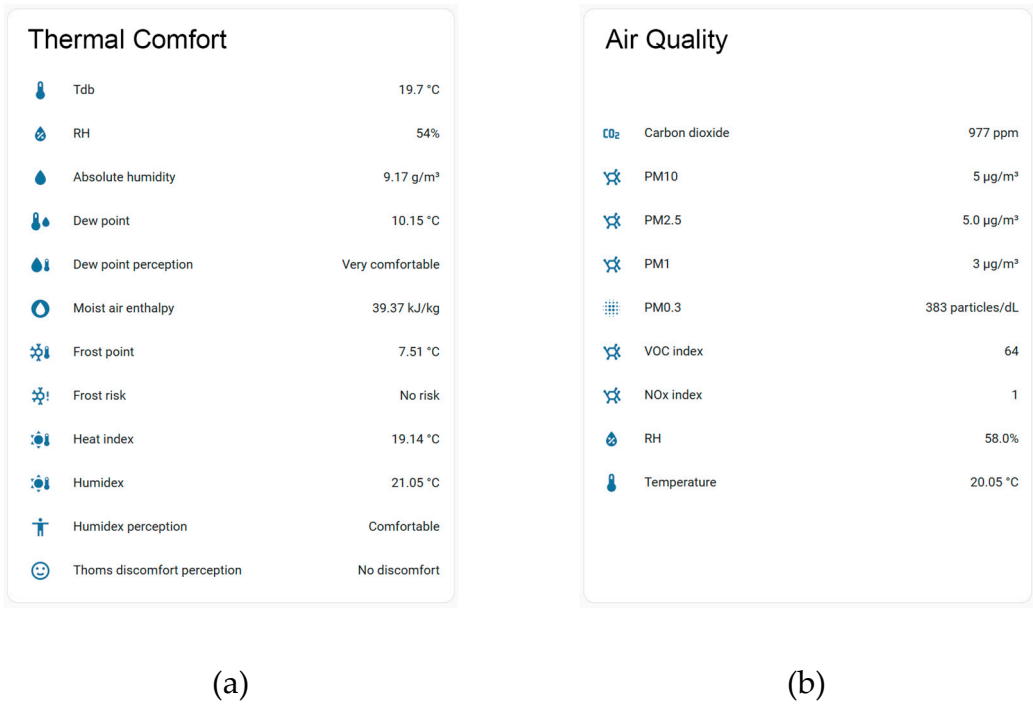 Thermal Comfort
Tdb 19.7 °C
RH 54%
Absolute humidity 9.17 g/m³
Dew point 10.15 °C
Dew point perception Very comfortable
Moist air enthalpy 39.37 kJ/kg
Frost point 7.51 °C
Frost risk No risk
Heat index 19.14 °C
Humidex 21.05 °C
Humidex perception Comfortable
Thoms discomfort perception No discomfort
(a)
Air Quality
CO₂ Carbon dioxide 977 ppm
PM10 5 µg/m³
PM2.5 5.0 µg/m³
PM1 3 µg/m³
PM0.3 383 particles/dL
VOC index 64
NOx index 1
RH 58.0%
Temperature 20.05 °C
(b)